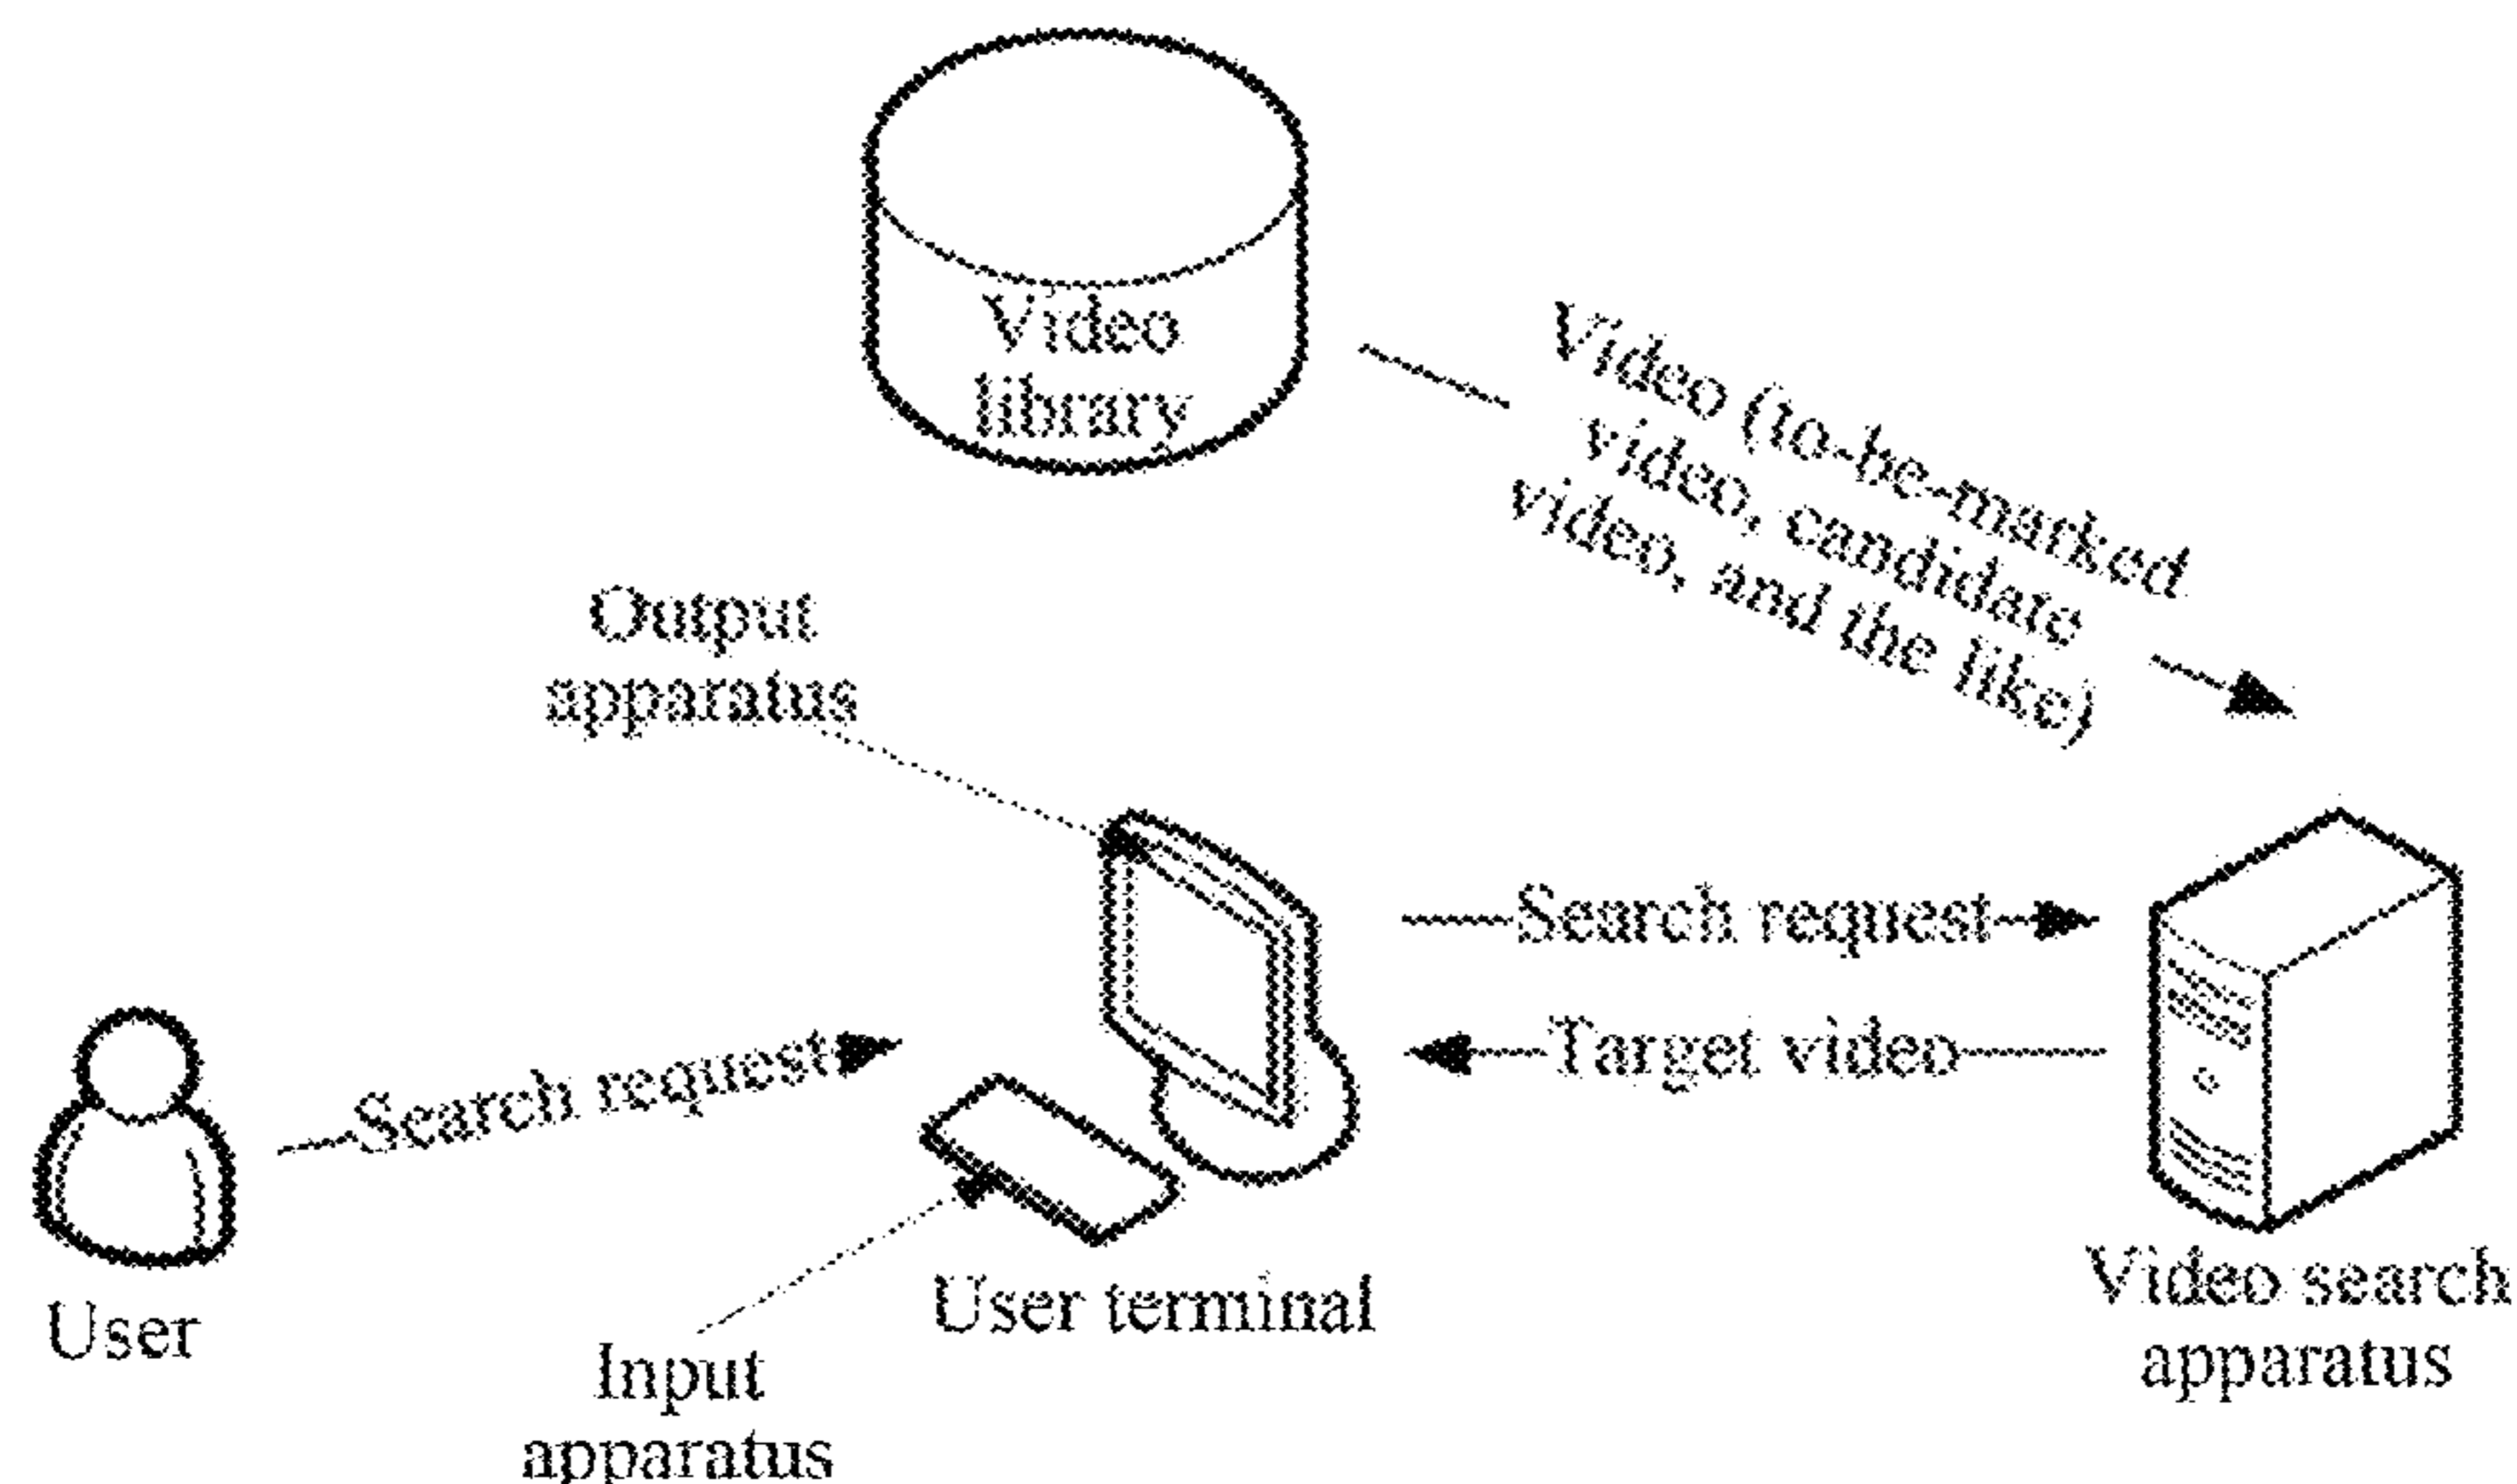 Video
library
Video (to-be-marked
video, candidate
video, and the like)
Output
apparatus
Search request
Target video
Search request
User
Input
apparatus
User terminal
Video search
apparatus